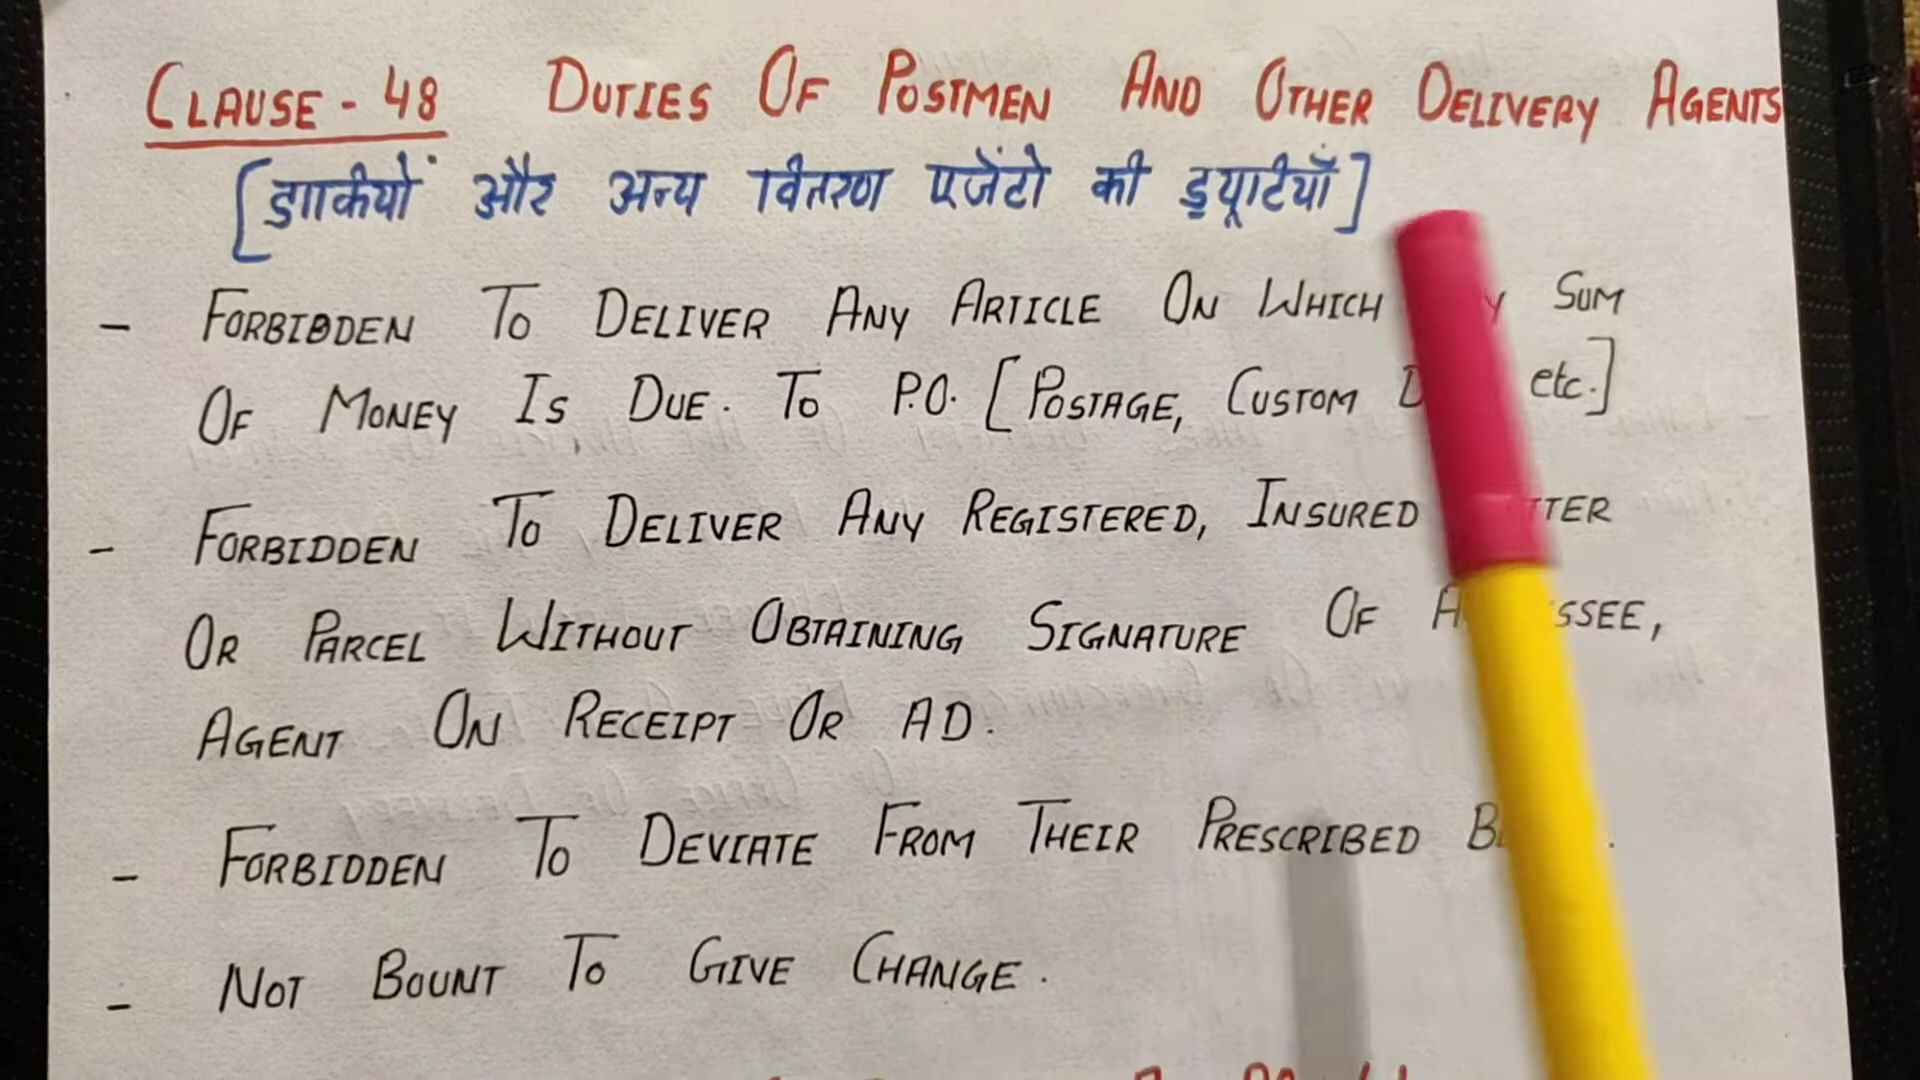 CLAUSE - 48 DUTIES OF POSTMEN AND OTHER DELIVERY AGENTS
[डाकीयों और अन्य वितरण एजेंटो की ड्यूटीयाँ]
- FORBIDDEN TO DELIVER ANY ARTICLE ON WHICH SUM
OF MONEY IS DUE. TO P.O. [POSTAGE, CUSTOM etc.]
- FORBIDDEN TO DELIVER ANY REGISTERED, INSURED
OR PARCEL WITHOUT OBTAINING SIGNATURE OF
AGENT ON RECEIPT OR AD.
- FORBIDDEN TO DEVIATE FROM THEIR PRESCRIBED
- NOT BOUNT TO GIVE CHANGE.